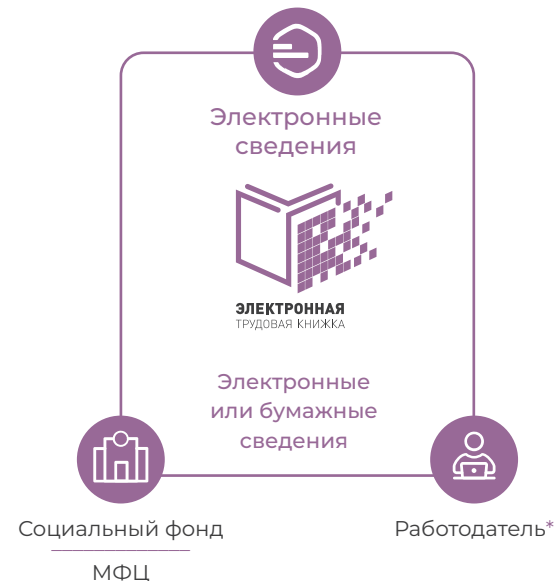 Электронные
сведения
ЭЛЕКТРОННАЯ
ТРУДОВАЯ КНИЖКА
Электронные
или бумажные
сведения
Социальный фонд
МФЦ
Работодатель*